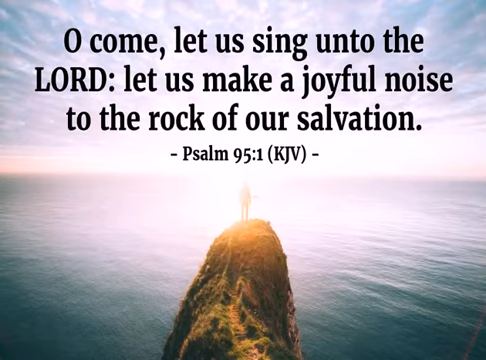 O come, let us sing unto the
LORD: let us make a joyful noise
to the rock of our salvation.
- Psalm 95:1 (KJV) -